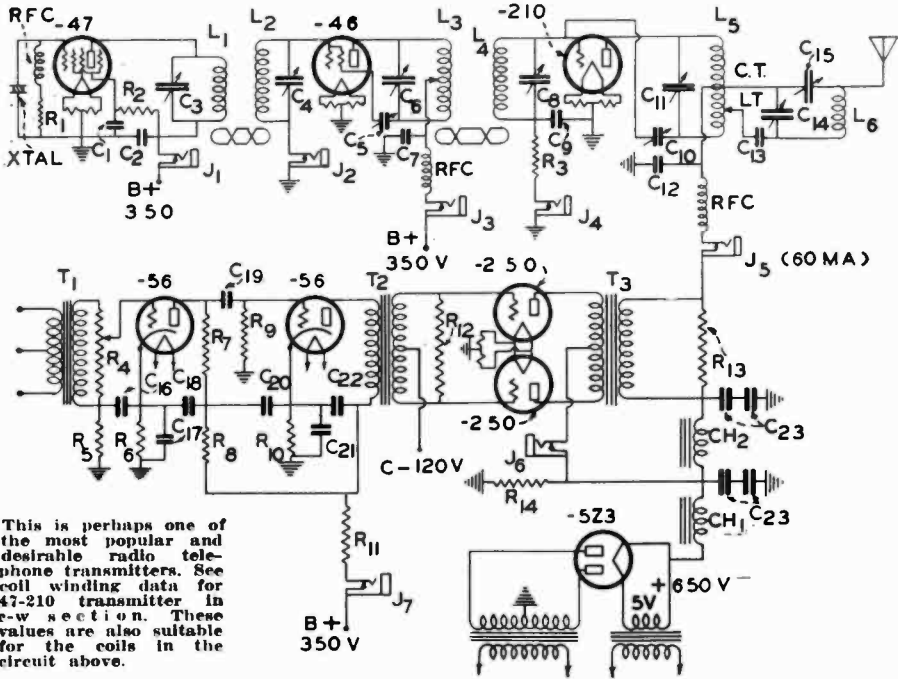 RFC
-47
L1
L2
-46
L3
L4
-210
L5
C15
R2
C3
C4
C6
C8
C11
C.T.
LT
C14
L6
R1
C1
C2
C5
C7
C9
R3
C10
C13
C12
XTAL
J1
J2
RFC
RFC
B+
350
J3
J4
B+
350 V
J5 (60 MA)
T1
-56
C19
-56
T2
-250
T3
R4
R7
R9
R12
R13
C16
C18
C20
C22
-250
C17
C21
CH2
C23
R5
R6
R8
R10
C-120V
J6
R14
C23
CH1
-5Z3
R11
+650V
5V
J7
B+
350 V
This is perhaps one of
the most popular and
desirable radio tele-
phone transmitters. See
coil winding data for
47-210 transmitter in
c-w section. These
values are also suitable
for the coils in the
circuit above.